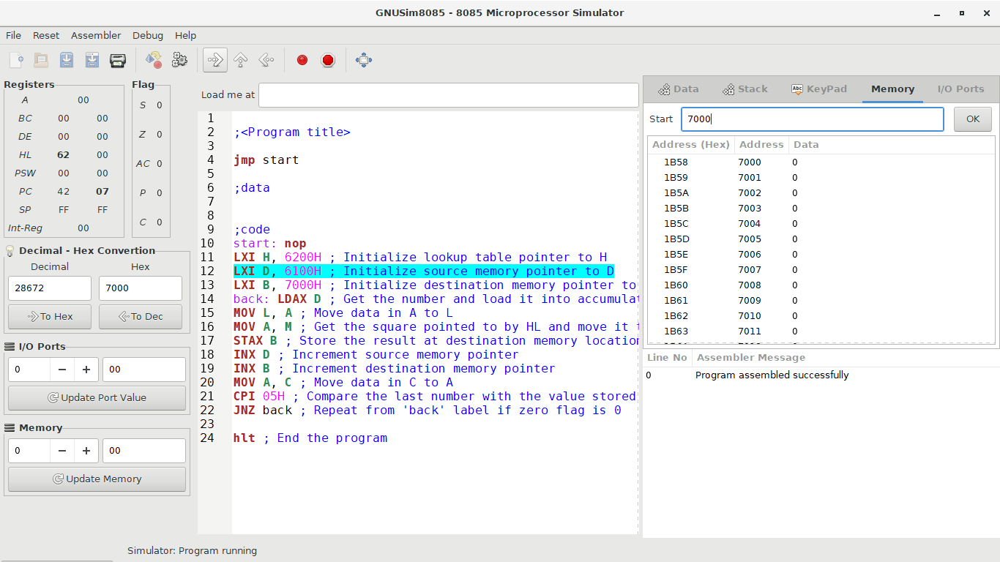 GNUSim8085 - 8085 Microprocessor Simulator
File Reset Assembler Debug Help
Registers
A 00
BC 00 00
DE 00 00
HL 62 00
PSW 00 00
PC 42 07
SP FF FF
Int-Reg 00
Flag
S 0
Z 0
AC 0
P 0
C 0
Decimal - Hex Convertion
Decimal Hex
28672 7000
To Hex To Dec
I/O Ports
0 − + 00
Update Port Value
Memory
0 − + 00
Update Memory
Load me at
1
2 ;<Program title>
3
4 jmp start
5
6 ;data
7
8
9 ;code
10 start: nop
11 LXI H, 6200H ; Initialize lookup table pointer to H
12 LXI D, 6100H ; Initialize source memory pointer to D
13 LXI B, 7000H ; Initialize destination memory pointer to
14 back: LDAX D ; Get the number and load it into accumulat
15 MOV L, A ; Move data in A to L
16 MOV A, M ; Get the square pointed to by HL and move it
17 STAX B ; Store the result at destination memory location
18 INX D ; Increment source memory pointer
19 INX B ; Increment destination memory pointer
20 MOV A, C ; Move data in C to A
21 CPI 05H ; Compare the last number with the value stored
22 JNZ back ; Repeat from 'back' label if zero flag is 0
23
24 hlt ; End the program
Data Stack Abc KeyPad Memory I/O Ports
Start 7000 OK
Address (Hex) Address Data
1B58 7000 0
1B59 7001 0
1B5A 7002 0
1B5B 7003 0
1B5C 7004 0
1B5D 7005 0
1B5E 7006 0
1B5F 7007 0
1B60 7008 0
1B61 7009 0
1B62 7010 0
1B63 7011 0
Line No Assembler Message
0 Program assembled successfully
Simulator: Program running